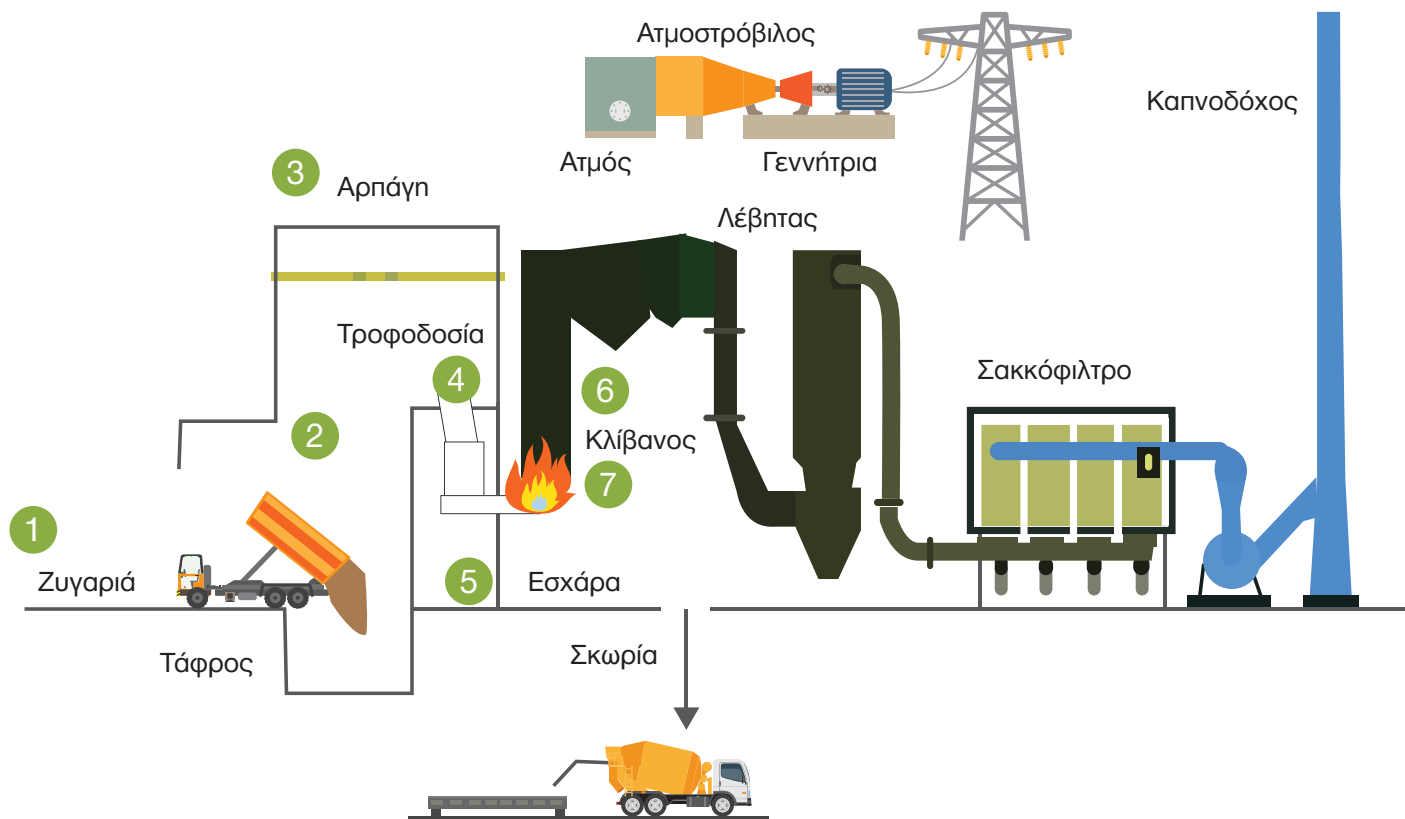 Ατμοστρόβιλος
Καπνοδόχος
Ατμός
Γεννήτρια
3
Αρπάγη
Λέβητας
Τροφοδοσία
4
6
Σακκόφιλτρο
2
Κλίβανος
7
1
Ζυγαριά
5
Εσχάρα
Τάφρος
Σκωρία